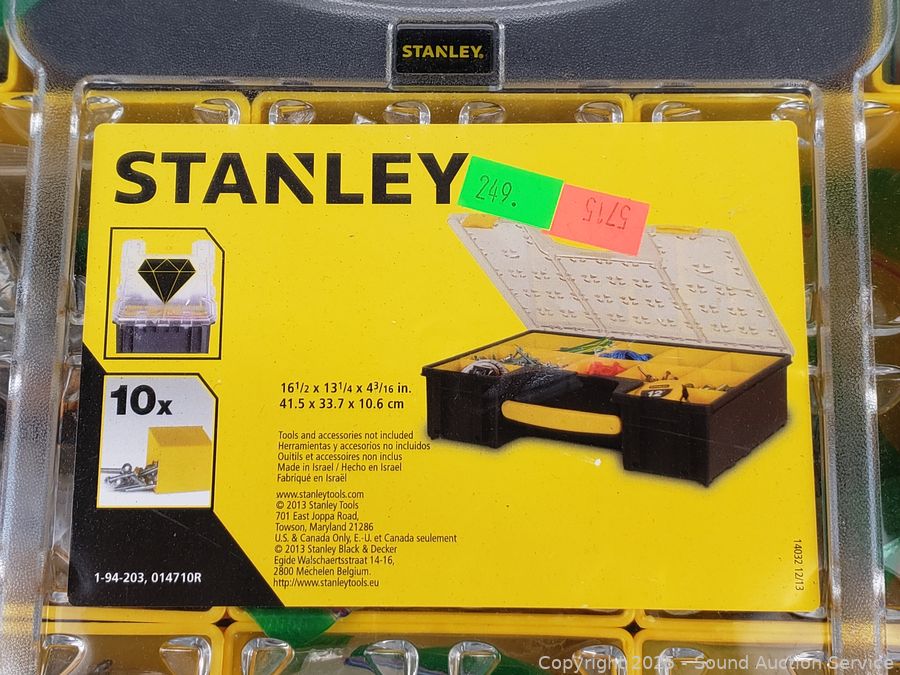 STANLEY®
STANLEY
249.
5715
10x
16 1/2 x 13 1/4 x 4 3/16 in.
41.5 x 33.7 x 10.6 cm
Tools and accessories not included
Herramientas y accesorios no incluidos
Ouitils et accessoires non inclus
Made in Israel / Hecho en Israel
Fabriqué en Israël
www.stanleytools.com
© 2013 Stanley Tools
701 East Joppa Road,
Towson, Maryland 21286
U.S. & Canada Only, E.-U. et Canada seulement
© 2013 Stanley Black & Decker
Egide Walschaertsstraat 14-16,
2800 Mechelen Belgium.
http://www.stanleytools.eu
1-94-203, 014710R
14032 12/13
Copyright 2025 - Sound Auction Service